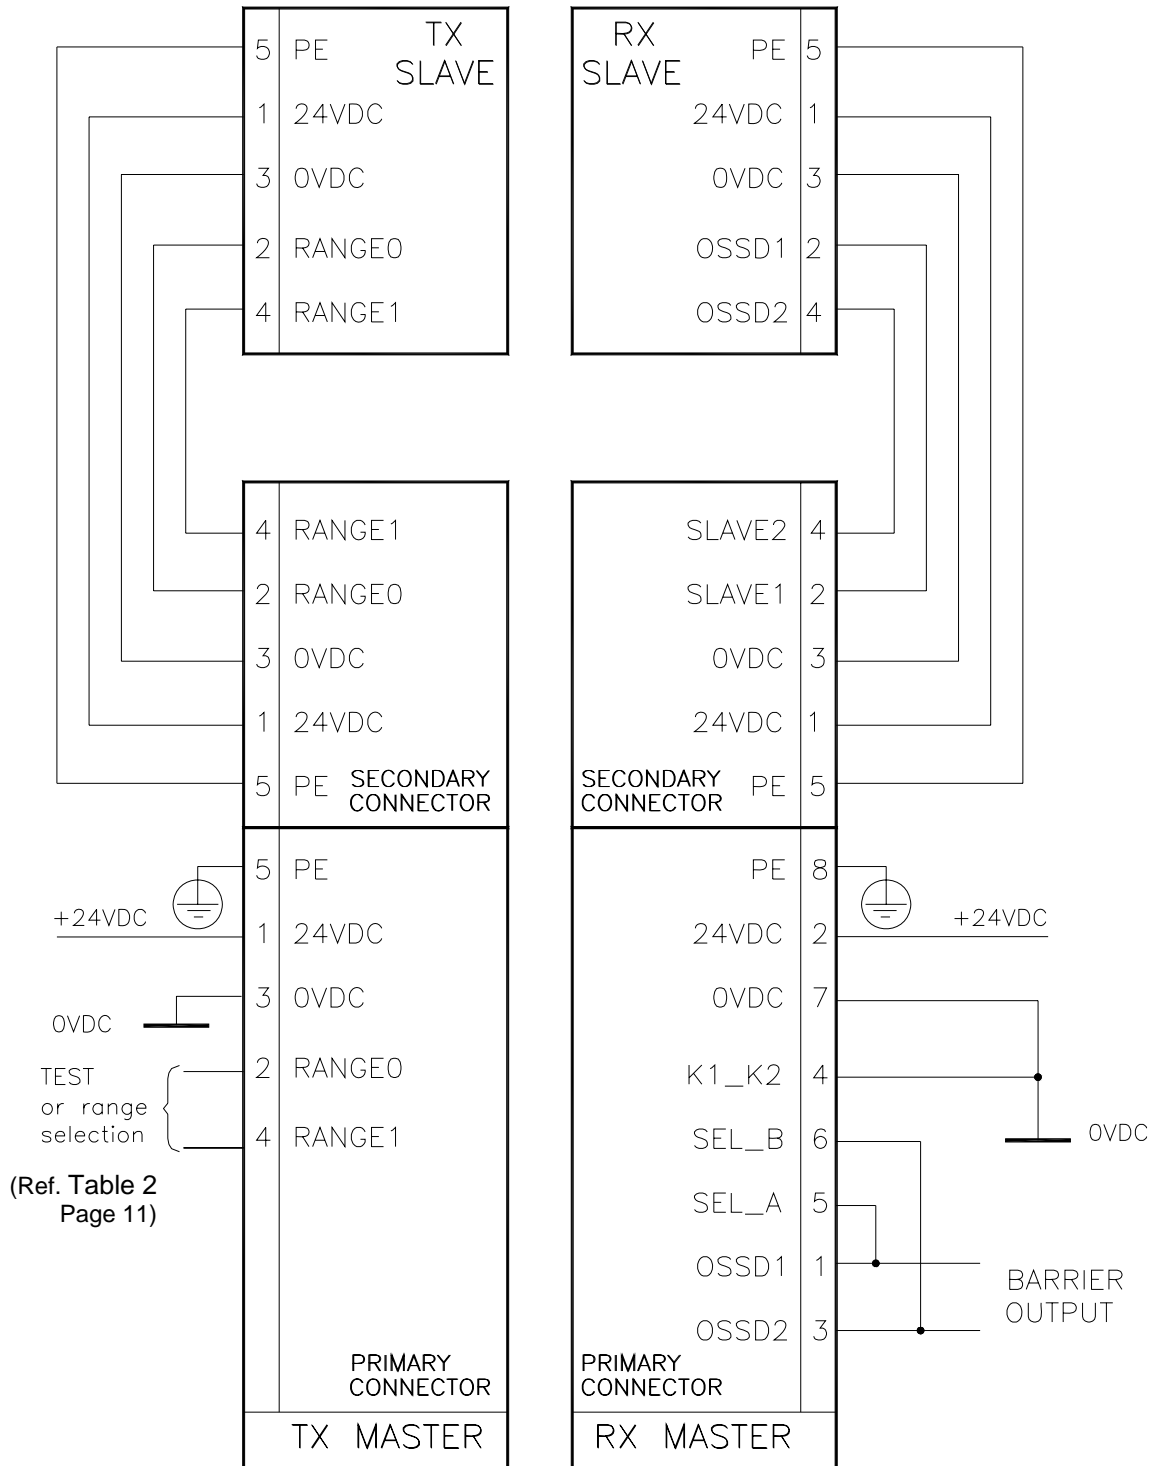 TX
SLAVE
5 PE
1 24VDC
3 0VDC
2 RANGE0
4 RANGE1
RX
SLAVE
PE 5
24VDC 1
0VDC 3
OSSD1 2
OSSD2 4
4 RANGE1
2 RANGE0
3 0VDC
1 24VDC
5 PE
SECONDARY
CONNECTOR
SLAVE2 4
SLAVE1 2
0VDC 3
24VDC 1
PE 5
SECONDARY
CONNECTOR
5 PE
+24VDC
1 24VDC
3 0VDC
0VDC
2 RANGE0
4 RANGE1
TEST
or range
selection
(Ref. Table 2
Page 11)
PRIMARY
CONNECTOR
TX MASTER
PE 8
24VDC 2
+24VDC
0VDC 7
K1_K2 4
0VDC
SEL_B 6
SEL_A 5
OSSD1 1
OSSD2 3
BARRIER
OUTPUT
PRIMARY
CONNECTOR
RX MASTER